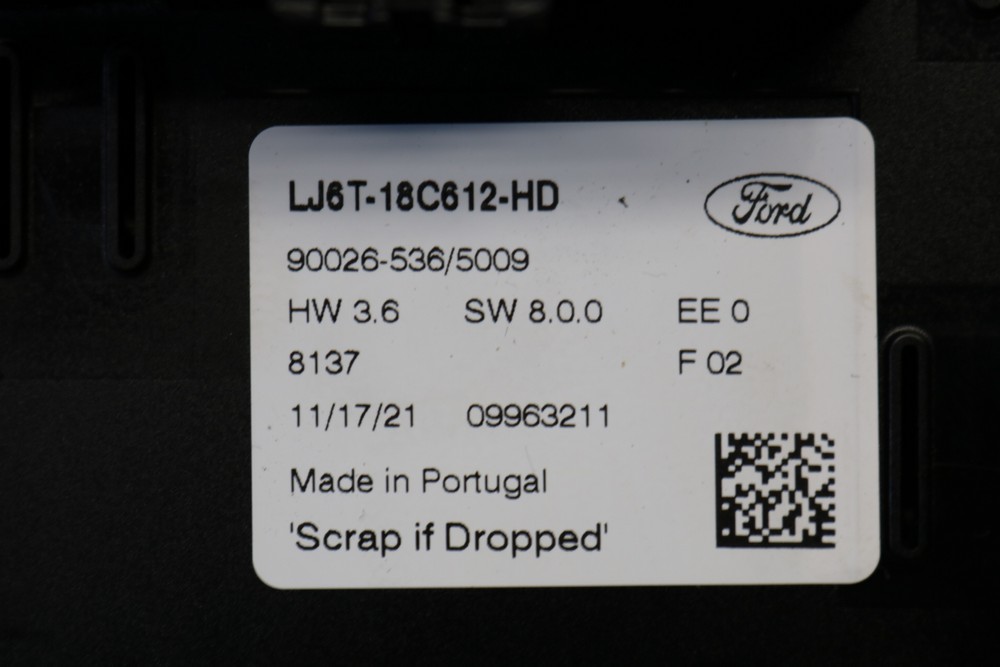 LJ6T-18C612-HD
Ford
90026-536/5009
HW 3.6 SW 8.0.0 EE 0
8137 F 02
11/17/21 09963211
Made in Portugal
'Scrap if Dropped'